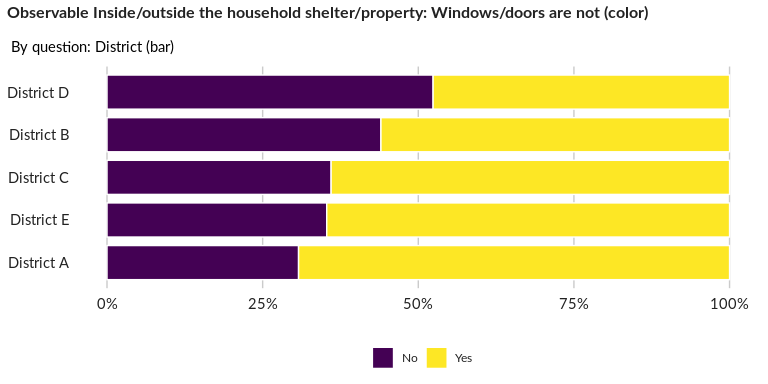 Observable Inside/outside the household shelter/property: Windows/doors are not (color)
By question: District (bar)
District D
District B
District C
District E
District A
0% 25% 50% 75% 100%
No Yes